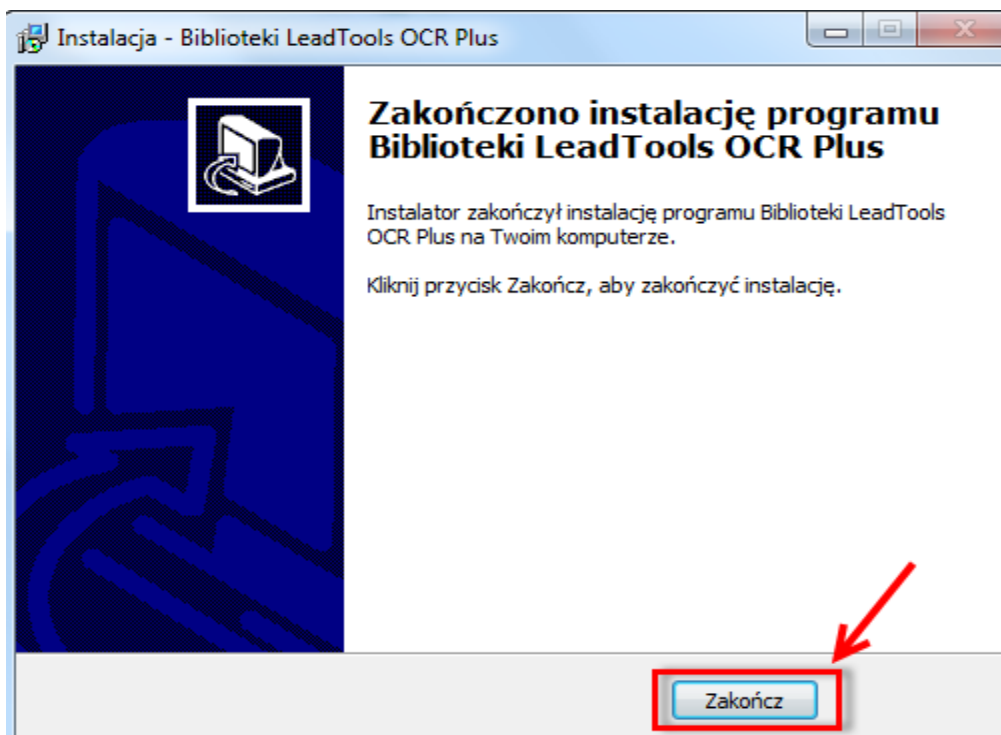 Instalacja - Biblioteki LeadTools OCR Plus
Zakończono instalację programu
Biblioteki LeadTools OCR Plus
Instalator zakończył instalację programu Biblioteki LeadTools
OCR Plus na Twoim komputerze.
Kliknij przycisk Zakończ, aby zakończyć instalację.
Zakończ